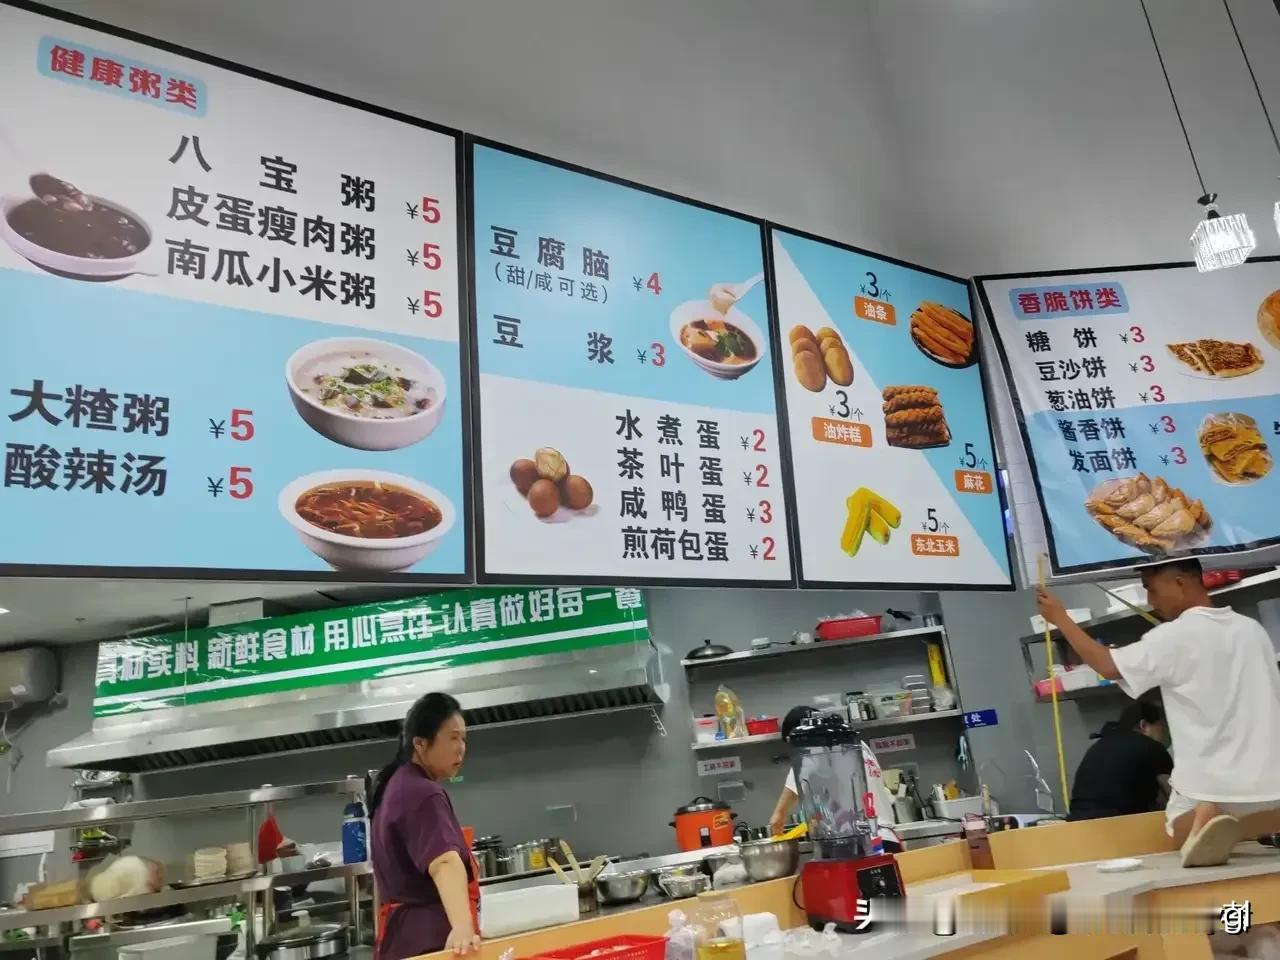 健康粥类
八宝粥 ¥5
皮蛋瘦肉粥 ¥5
南瓜小米粥 ¥5
大糁粥 ¥5
酸辣汤 ¥5
豆腐脑 ¥4
（甜/咸可选）
豆浆 ¥3
水煮蛋 ¥2
茶叶蛋 ¥2
咸鸭蛋 ¥3
煎荷包蛋 ¥2
¥3/个
油条
¥3/个
油炸糕
¥5/个
麻花
¥5/个
东北玉米
香脆饼类
糖饼 ¥3
豆沙饼 ¥3
葱油饼 ¥3
酱香饼 ¥3
发面饼 ¥3
真材实料 新鲜食材 用心烹饪 认真做好每一餐